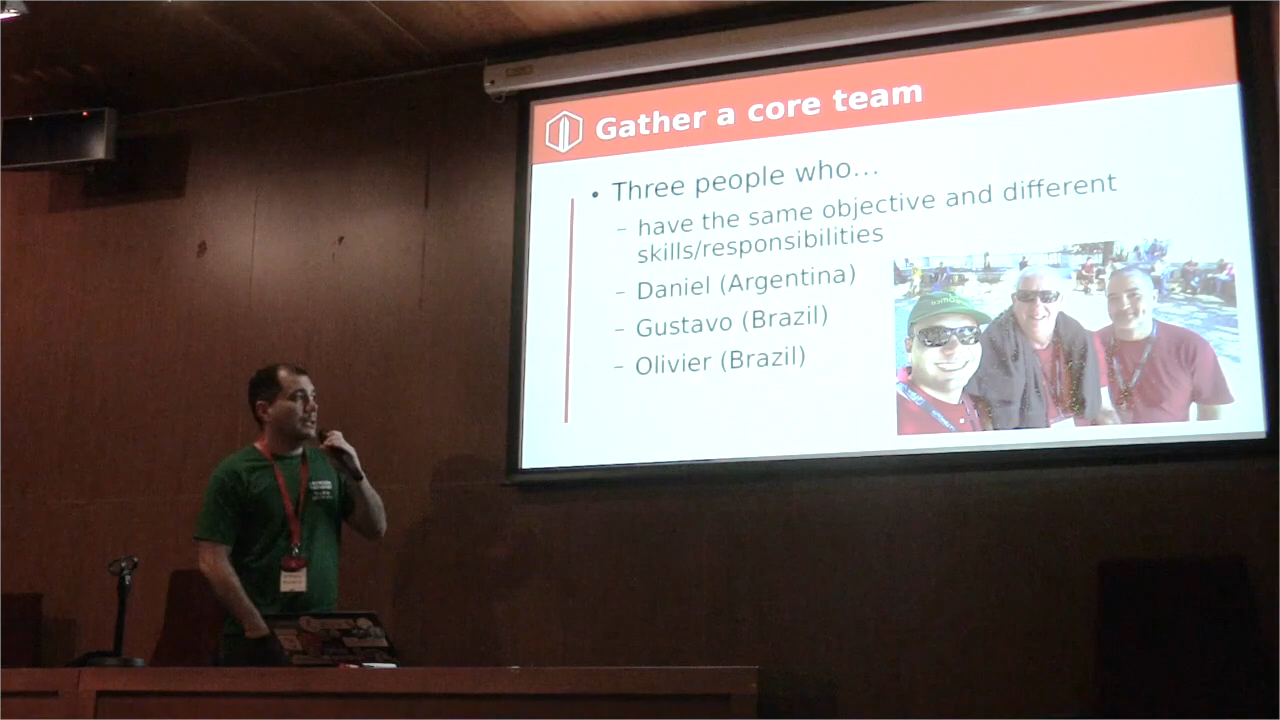 Gather a core team
• Three people who...
– have the same objective and different
skills/responsibilities
– Daniel (Argentina)
– Gustavo (Brazil)
– Olivier (Brazil)